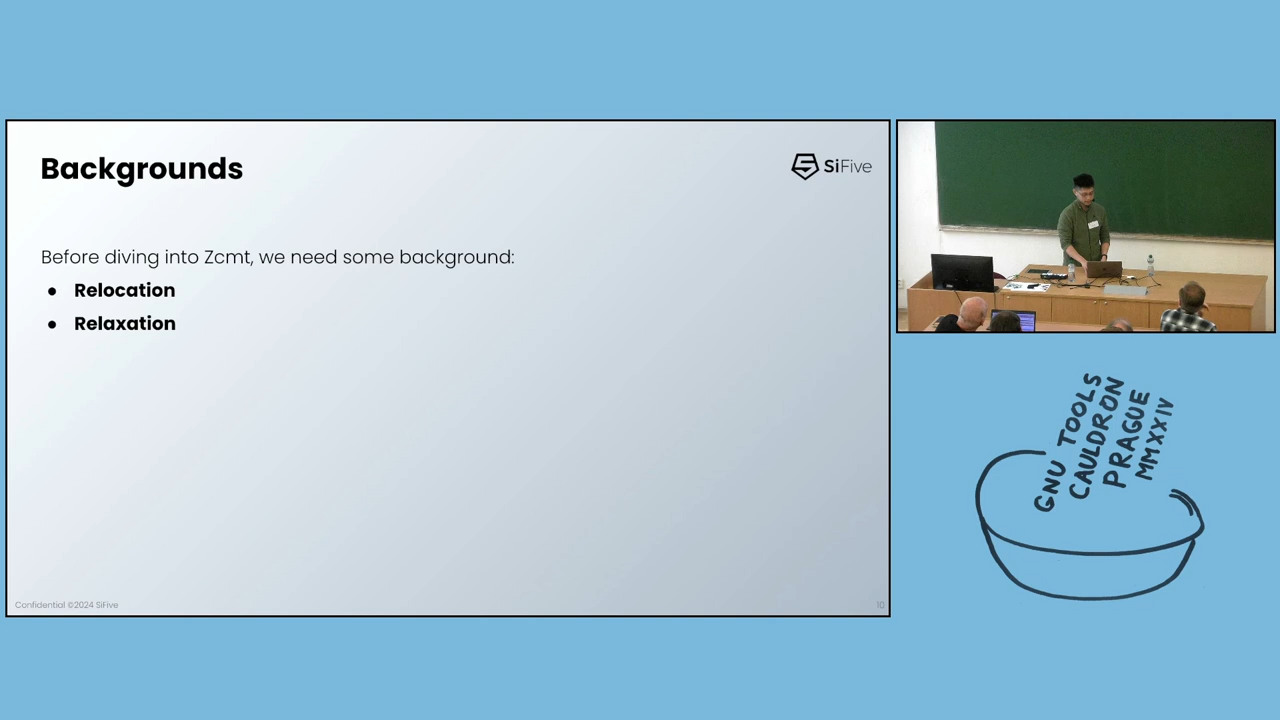 Backgrounds
SiFive
Before diving into Zcmt, we need some background:
● Relocation
● Relaxation
Confidential ©2024 SiFive
10
GNU TOOLS
CAULDRON
PRAGUE
MMXXIV